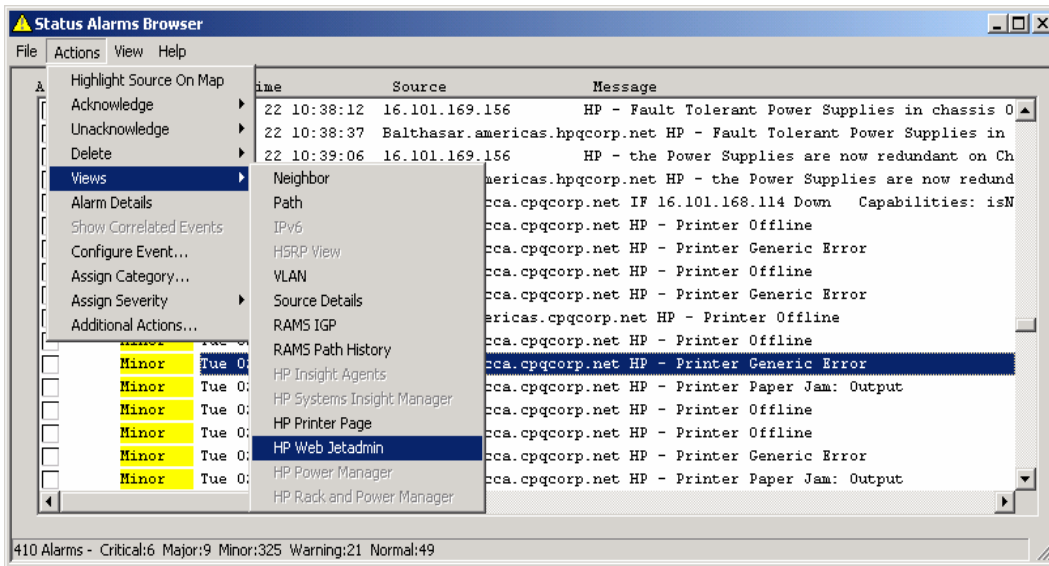 Status Alarms Browser
File Actions View Help
Highlight Source On Map
Acknowledge
Unacknowledge
Delete
Views
Alarm Details
Show Correlated Events
Configure Event...
Assign Category...
Assign Severity
Additional Actions...
Neighbor
Path
IPv6
HSRP View
VLAN
Source Details
RAMS IGP
RAMS Path History
HP Insight Agents
HP Systems Insight Manager
HP Printer Page
HP Web Jetadmin
HP Power Manager
HP Rack and Power Manager
A ime Source Message
22 10:38:12 16.101.169.156 HP - Fault Tolerant Power Supplies in chassis 0
22 10:38:37 Balthasar.americas.hpqcorp.net HP - Fault Tolerant Power Supplies in
22 10:39:06 16.101.169.156 HP - the Power Supplies are now redundant on Ch
mericas.hpqcorp.net HP - the Power Supplies are now redund
cca.cpqcorp.net IF 16.101.168.114 Down Capabilities: isN
cca.cpqcorp.net HP - Printer Offline
cca.cpqcorp.net HP - Printer Generic Error
cca.cpqcorp.net HP - Printer Offline
cca.cpqcorp.net HP - Printer Generic Error
ericas.cpqcorp.net HP - Printer Offline
cca.cpqcorp.net HP - Printer Offline
Minor Tue 0 cca.cpqcorp.net HP - Printer Generic Error
Minor Tue 0 cca.cpqcorp.net HP - Printer Paper Jam: Output
Minor Tue 0 cca.cpqcorp.net HP - Printer Offline
Minor Tue 0 cca.cpqcorp.net HP - Printer Offline
Minor Tue 0 cca.cpqcorp.net HP - Printer Generic Error
Minor Tue 0 cca.cpqcorp.net HP - Printer Paper Jam: Output
410 Alarms - Critical:6 Major:9 Minor:325 Warning:21 Normal:49